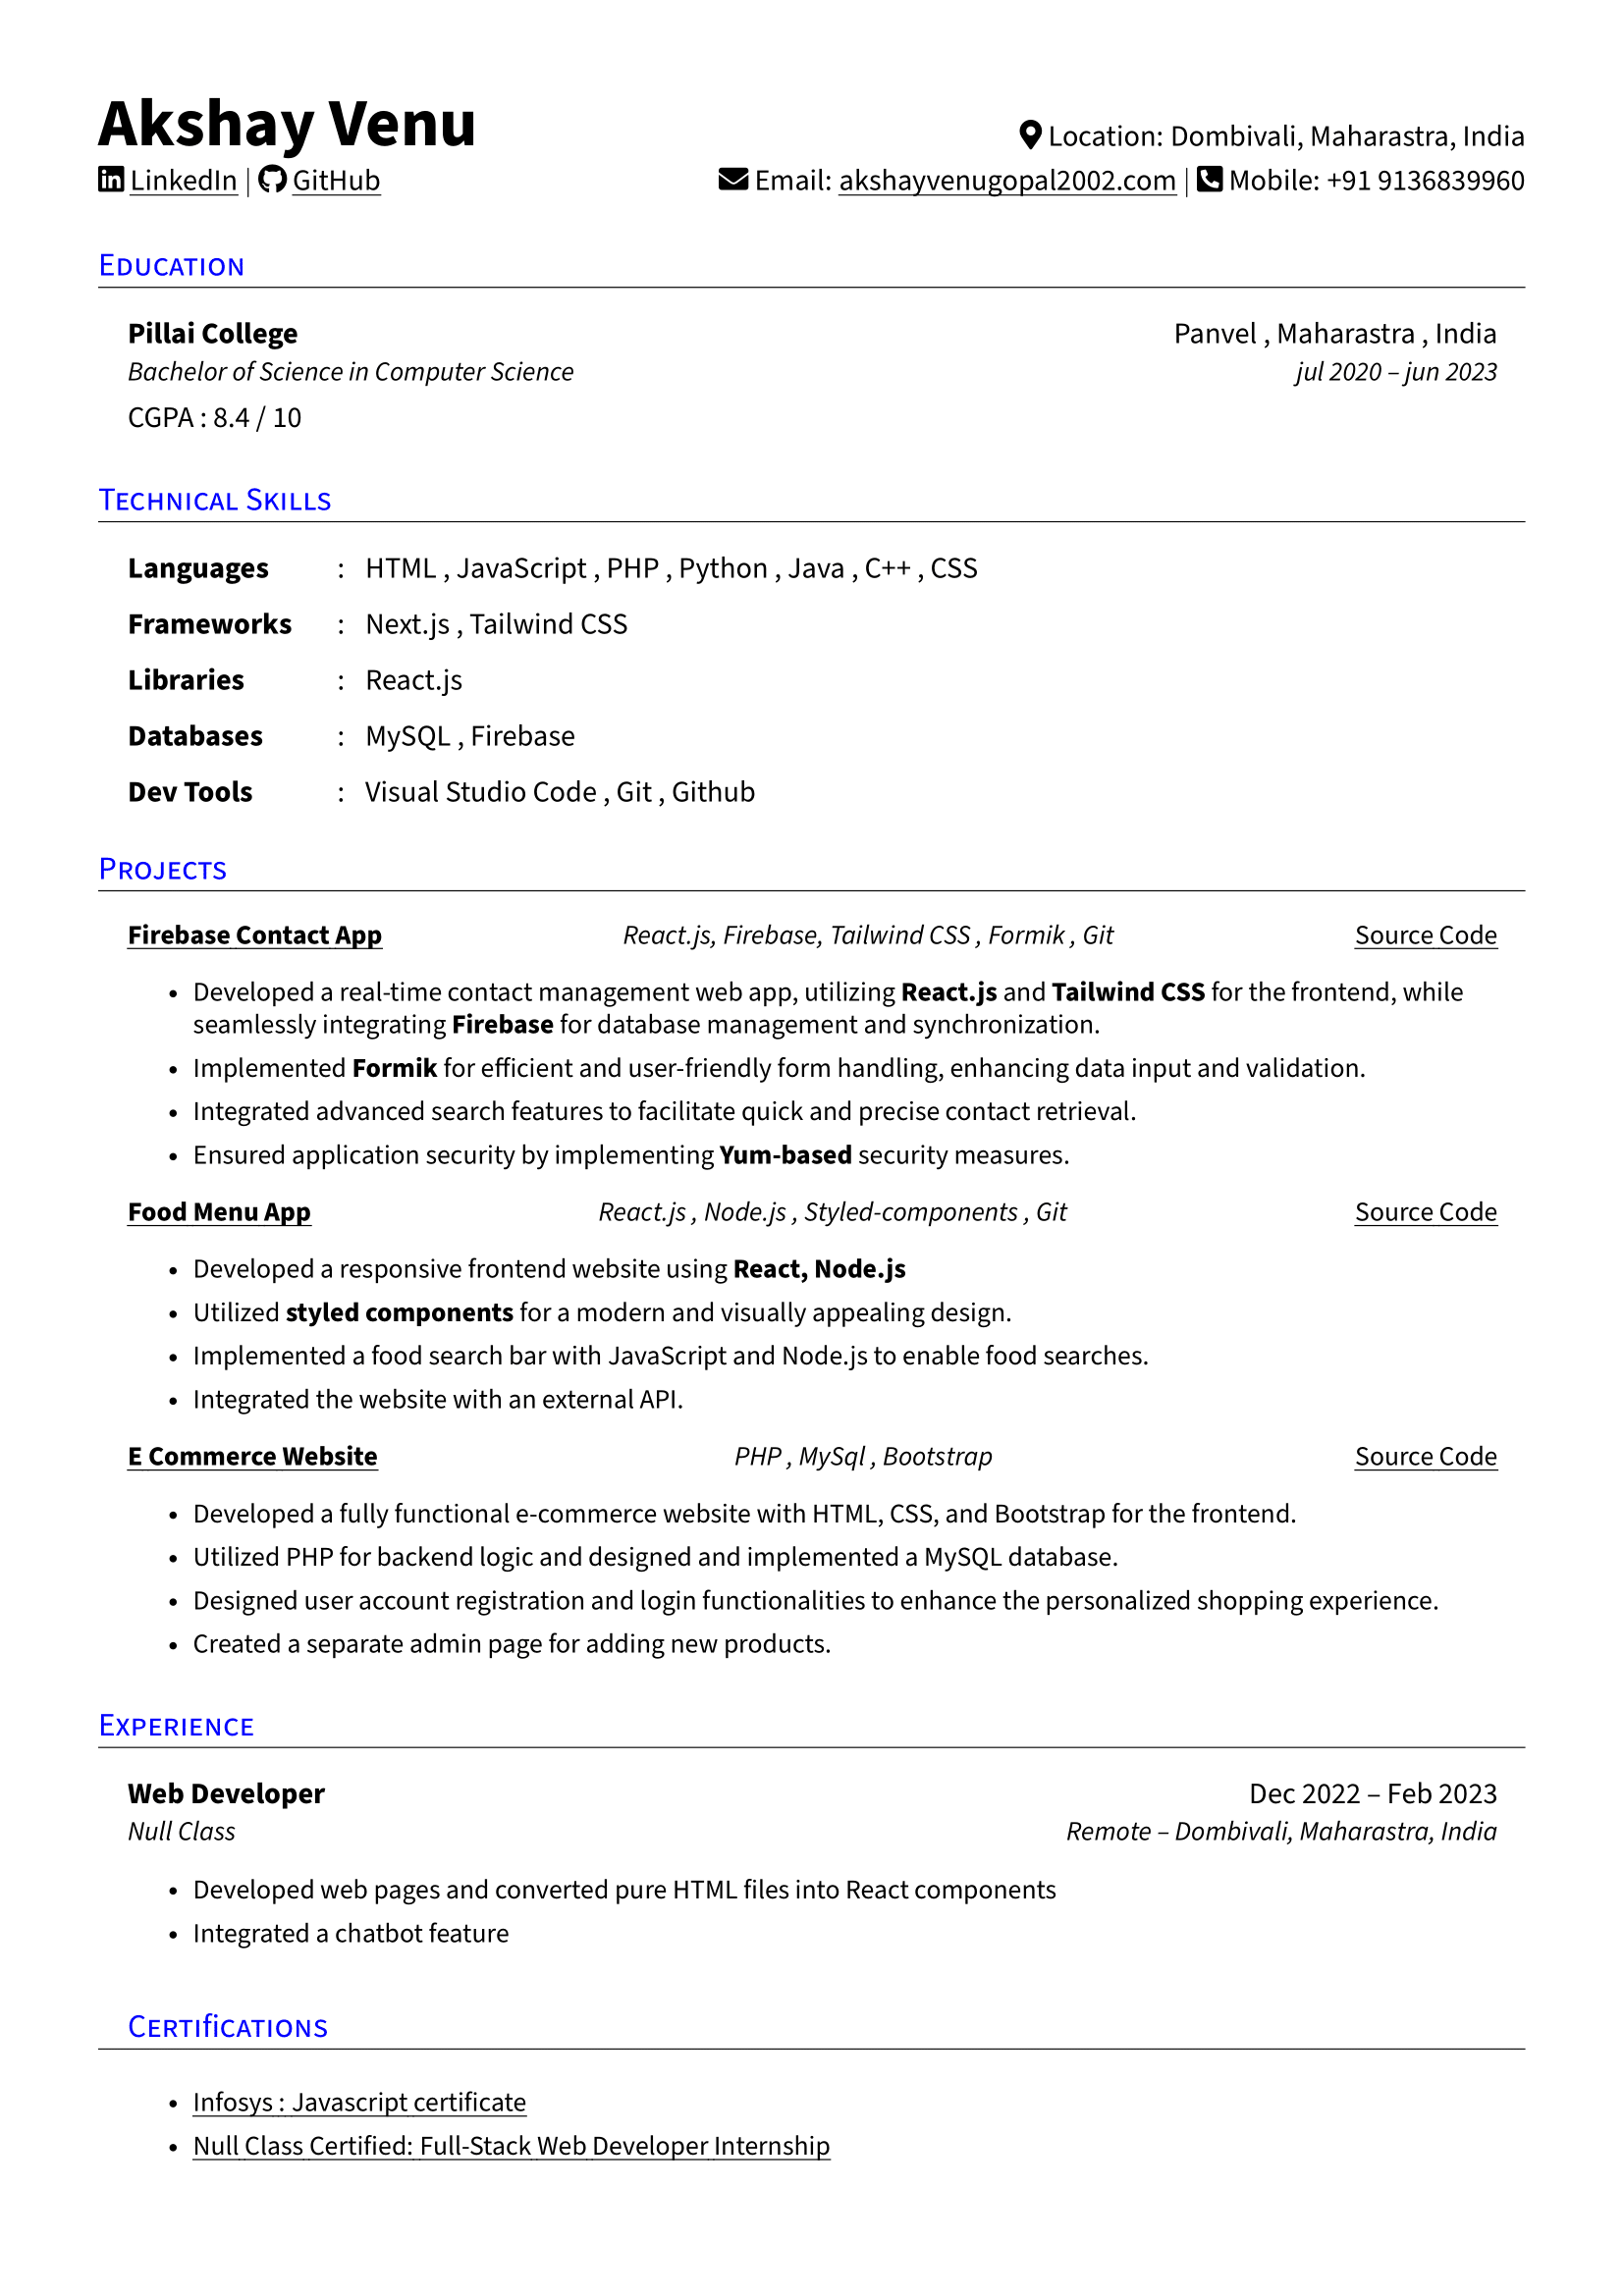 Akshay Venu
Location: Dombivali, Maharastra, India
LinkedIn | GitHub
Email: akshayvenugopal2002.com | Mobile: +91 9136839960
Education
Pillai College Panvel , Maharastra , India
Bachelor of Science in Computer Science jul 2020 – jun 2023
CGPA : 8.4 / 10
Technical Skills
Languages : HTML , JavaScript , PHP , Python , Java , C++ , CSS
Frameworks : Next.js , Tailwind CSS
Libraries : React.js
Databases : MySQL , Firebase
Dev Tools : Visual Studio Code , Git , Github
Projects
Firebase Contact App React.js, Firebase, Tailwind CSS , Formik , Git Source Code
• Developed a real-time contact management web app, utilizing React.js and Tailwind CSS for the frontend, while
seamlessly integrating Firebase for database management and synchronization.
• Implemented Formik for efficient and user-friendly form handling, enhancing data input and validation.
• Integrated advanced search features to facilitate quick and precise contact retrieval.
• Ensured application security by implementing Yum-based security measures.
Food Menu App React.js , Node.js , Styled-components , Git Source Code
• Developed a responsive frontend website using React, Node.js
• Utilized styled components for a modern and visually appealing design.
• Implemented a food search bar with JavaScript and Node.js to enable food searches.
• Integrated the website with an external API.
E Commerce Website PHP , MySql , Bootstrap Source Code
• Developed a fully functional e-commerce website with HTML, CSS, and Bootstrap for the frontend.
• Utilized PHP for backend logic and designed and implemented a MySQL database.
• Designed user account registration and login functionalities to enhance the personalized shopping experience.
• Created a separate admin page for adding new products.
Experience
Web Developer Dec 2022 – Feb 2023
Null Class Remote – Dombivali, Maharastra, India
• Developed web pages and converted pure HTML files into React components
• Integrated a chatbot feature
Certifications
• Infosys : Javascript certificate
• Null Class Certified: Full-Stack Web Developer Internship